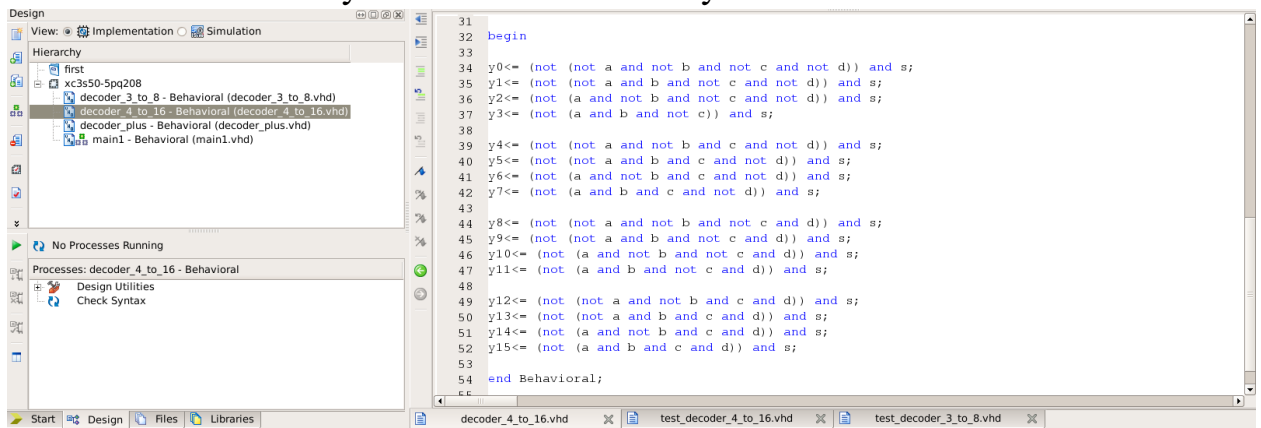 Design
View: Implementation Simulation
Hierarchy
first
xc3s50-5pq208
decoder_3_to_8 - Behavioral (decoder_3_to_8.vhd)
decoder_4_to_16 - Behavioral (decoder_4_to_16.vhd)
decoder_plus - Behavioral (decoder_plus.vhd)
main1 - Behavioral (main1.vhd)
No Processes Running
Processes: decoder_4_to_16 - Behavioral
Design Utilities
Check Syntax
Start Design Files Libraries
31
32 begin
33
34 y0<= (not (not a and not b and not c and not d)) and s;
35 y1<= (not (not a and b and not c and not d)) and s;
36 y2<= (not (a and not b and not c and not d)) and s;
37 y3<= (not (a and b and not c)) and s;
38
39 y4<= (not (not a and not b and c and not d)) and s;
40 y5<= (not (not a and b and c and not d)) and s;
41 y6<= (not (a and not b and c and not d)) and s;
42 y7<= (not (a and b and c and not d)) and s;
43
44 y8<= (not (not a and not b and not c and d)) and s;
45 y9<= (not (not a and b and not c and d)) and s;
46 y10<= (not (a and not b and not c and d)) and s;
47 y11<= (not (a and b and not c and d)) and s;
48
49 y12<= (not (not a and not b and c and d)) and s;
50 y13<= (not (not a and b and c and d)) and s;
51 y14<= (not (a and not b and c and d)) and s;
52 y15<= (not (a and b and c and d)) and s;
53
54 end Behavioral;
decoder_4_to_16.vhd test_decoder_4_to_16.vhd test_decoder_3_to_8.vhd